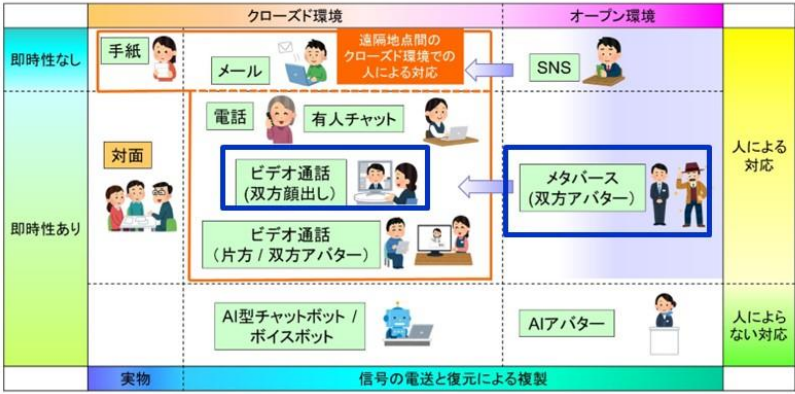 クローズド環境
オープン環境
即時性なし
手紙
メール
遠隔地点間の
クローズド環境での
人による対応
SNS
電話
有人チャット
人による
対応
対面
ビデオ通話
(双方顔出し)
メタバース
(双方アバター)
即時性あり
ビデオ通話
(片方 / 双方アバター)
AI型チャットボット /
ボイスボット
AIアバター
人によら
ない対応
実物
信号の電送と復元による複製